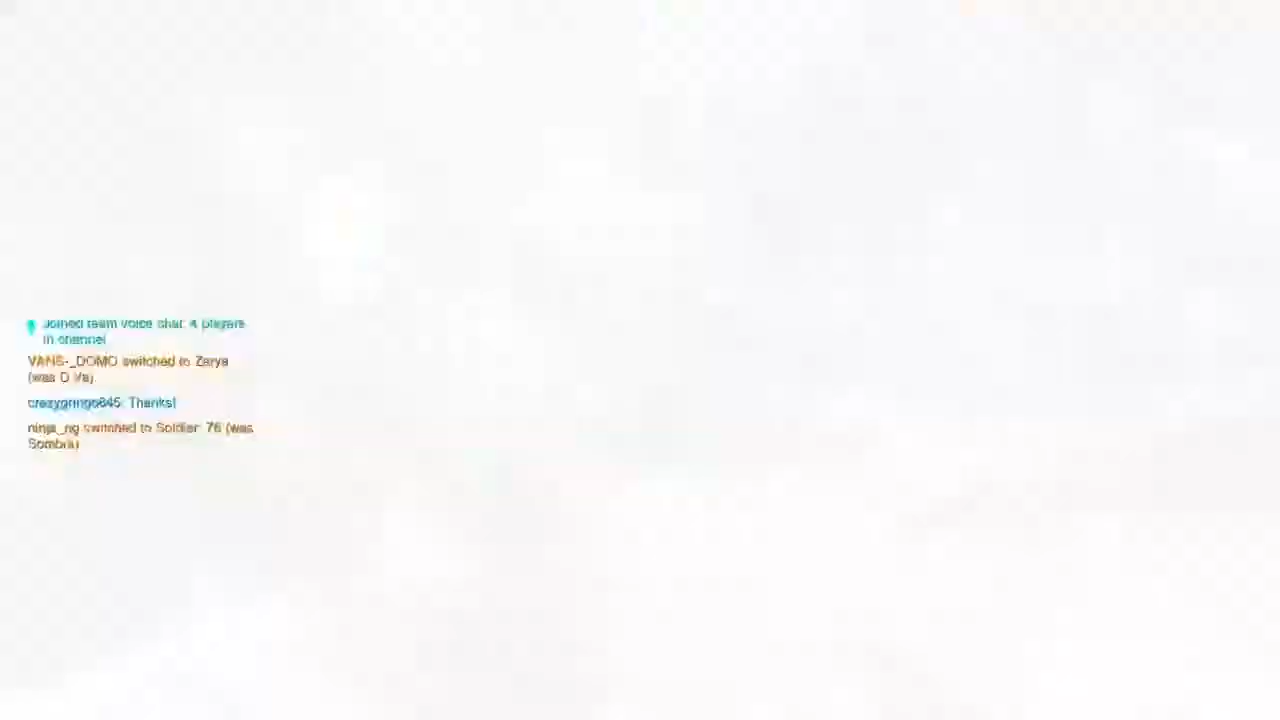 Joined team voice chat: 4 players
in channel
VANS-_DOMO switched to Zarya
(was D.Va)
crazygringo845: Thanks!
ninja_ng switched to Soldier: 76 (was
Sombra)